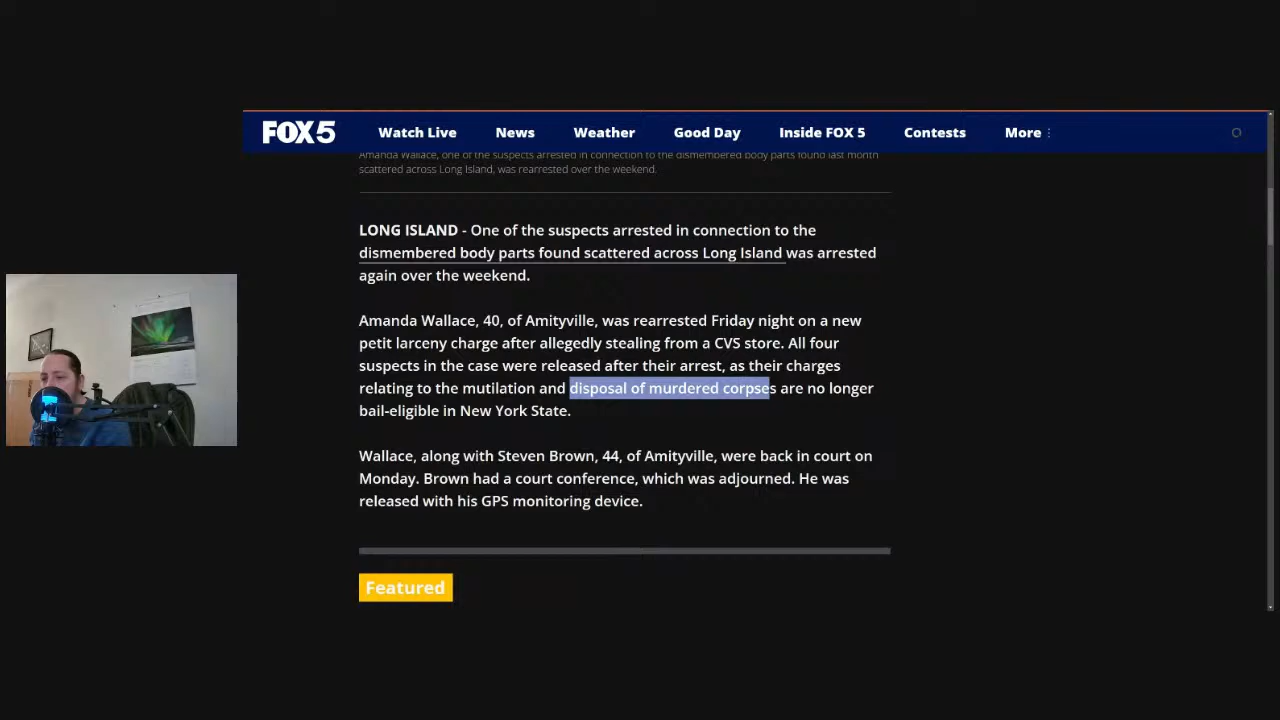 FOX 5 Watch Live News Weather Good Day Inside FOX 5 Contests More
Amanda Wallace, one of the suspects arrested in connection to the dismembered body parts found last month
scattered across Long Island, was rearrested over the weekend.
LONG ISLAND - One of the suspects arrested in connection to the
dismembered body parts found scattered across Long Island was arrested
again over the weekend.
Amanda Wallace, 40, of Amityville, was rearrested Friday night on a new
petit larceny charge after allegedly stealing from a CVS store. All four
suspects in the case were released after their arrest, as their charges
relating to the mutilation and disposal of murdered corpses are no longer
bail-eligible in New York State.
Wallace, along with Steven Brown, 44, of Amityville, were back in court on
Monday. Brown had a court conference, which was adjourned. He was
released with his GPS monitoring device.
Featured